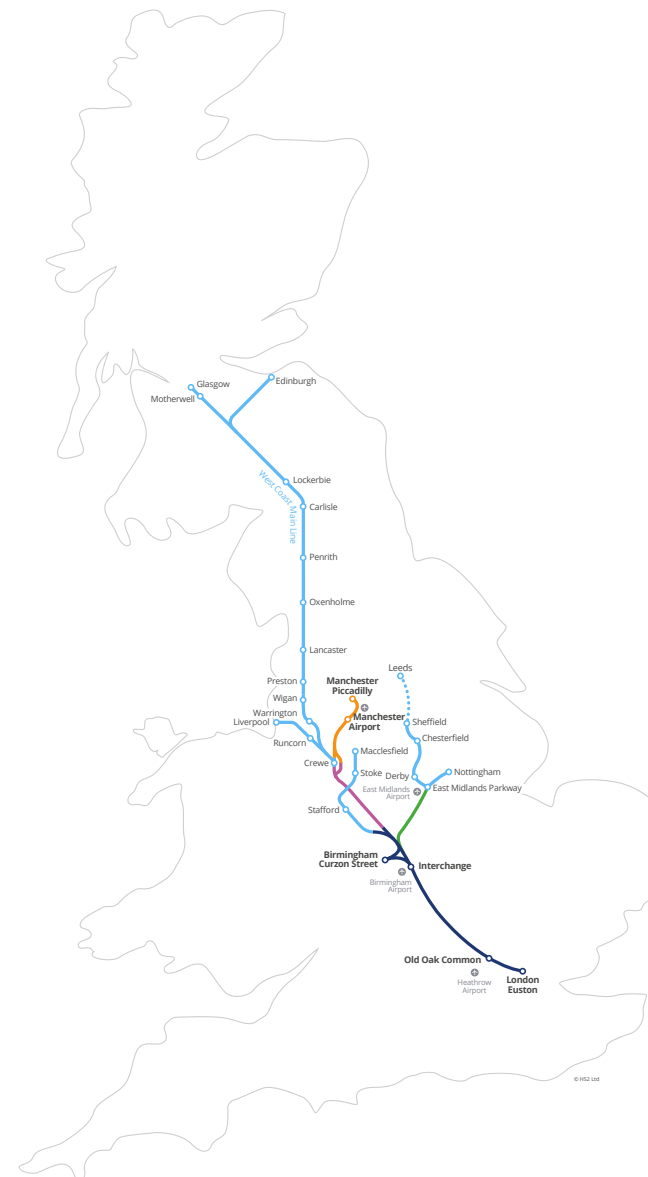 Glasgow
Edinburgh
Motherwell
Lockerbie
West Coast Main Line
Carlisle
Penrith
Oxenholme
Lancaster
Leeds
Preston
Manchester
Piccadilly
Wigan
Warrington
Liverpool
Manchester
Airport
Sheffield
Chesterfield
Runcorn
Macclesfield
Crewe
Stoke
Derby
Nottingham
East Midlands
Airport
East Midlands Parkway
Stafford
Birmingham
Curzon Street
Interchange
Birmingham
Airport
Old Oak Common
Heathrow
Airport
London
Euston
© HS2 Ltd